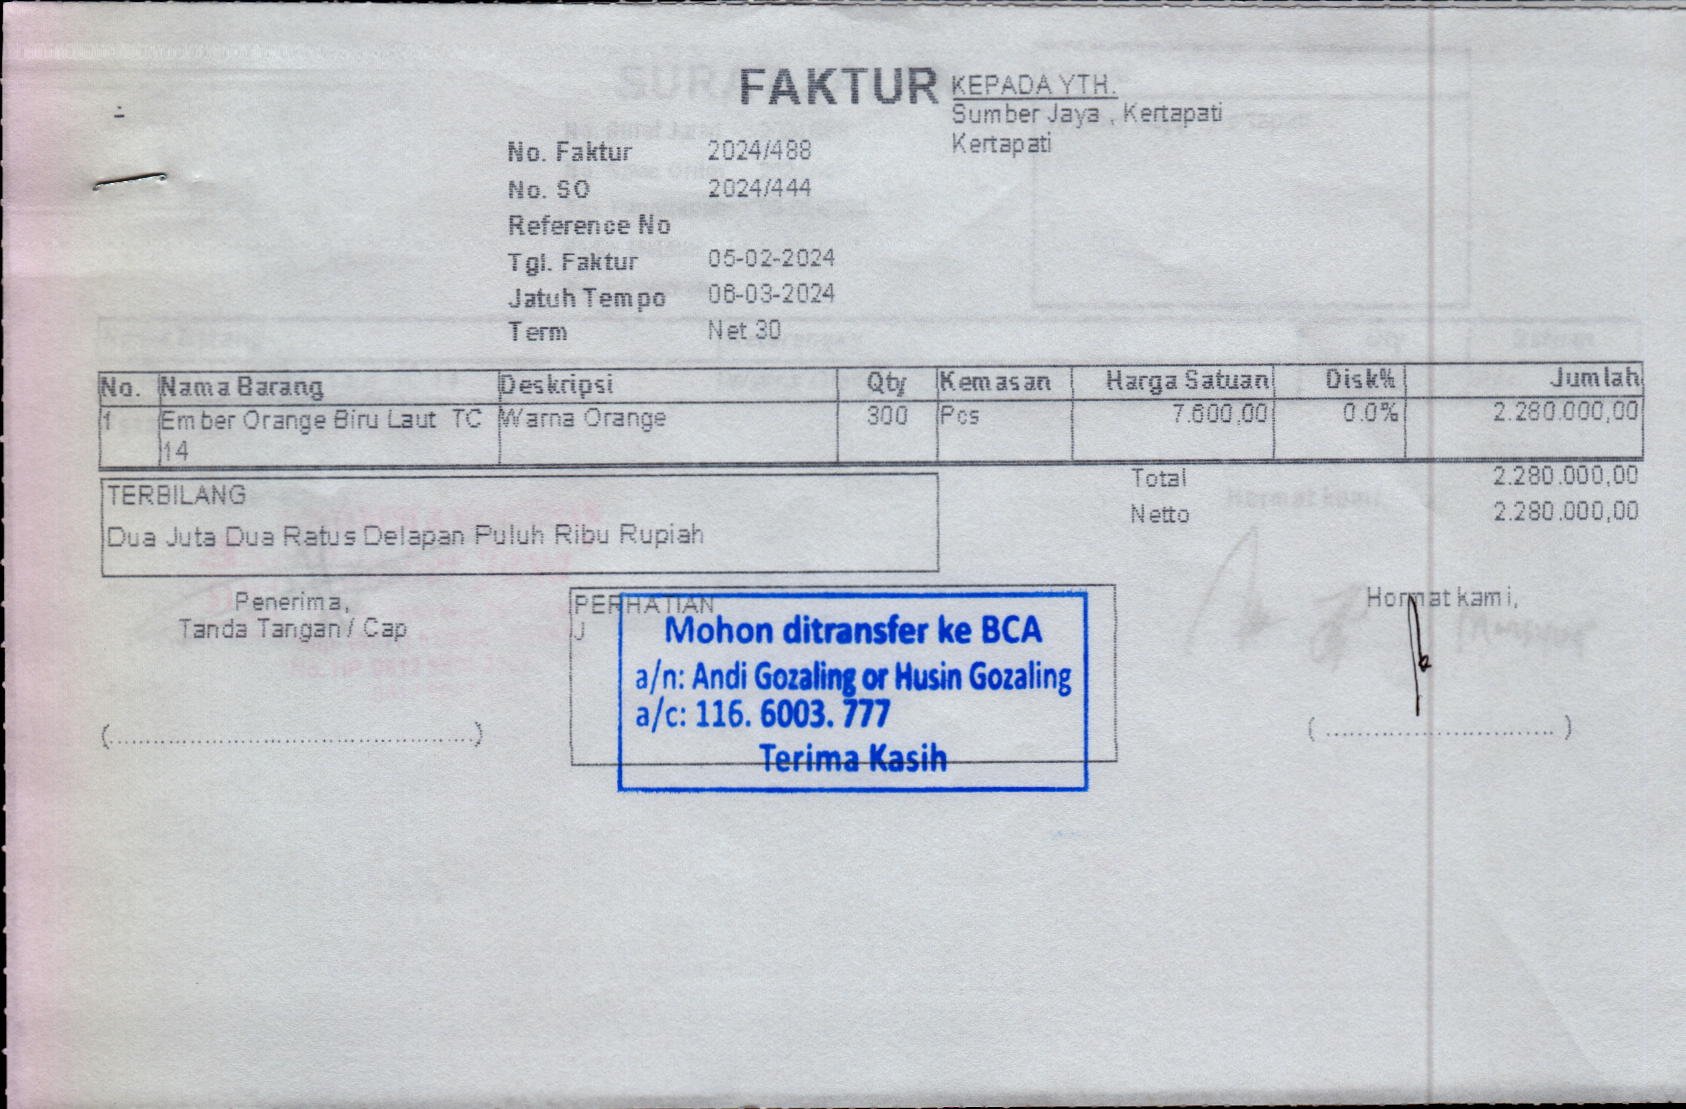 FAKTUR
KEPADA YTH.
Sumber Jaya , Kertapati
Kertapati
No. Faktur 2024/488
No. SO 2024/444
Reference No
Tgl. Faktur 05-02-2024
Jatuh Tempo 06-03-2024
Term Net 30
No. Nama Barang Deskripsi Qty Kemasan Harga Satuan Disk% Jumlah
1 Ember Orange Biru Laut TC Warna Orange 300 Pcs 7.600,00 0.0% 2.280.000,00
14
Total 2.280.000,00
Netto 2.280.000,00
TERBILANG
Dua Juta Dua Ratus Delapan Puluh Ribu Rupiah
Penerima,
Tanda Tangan / Cap
(................................................)
PERHATIAN
J
Mohon ditransfer ke BCA
a/n: Andi Gozaling or Husin Gozaling
a/c: 116. 6003. 777
Terima Kasih
Hormat kami,
( ............................. )